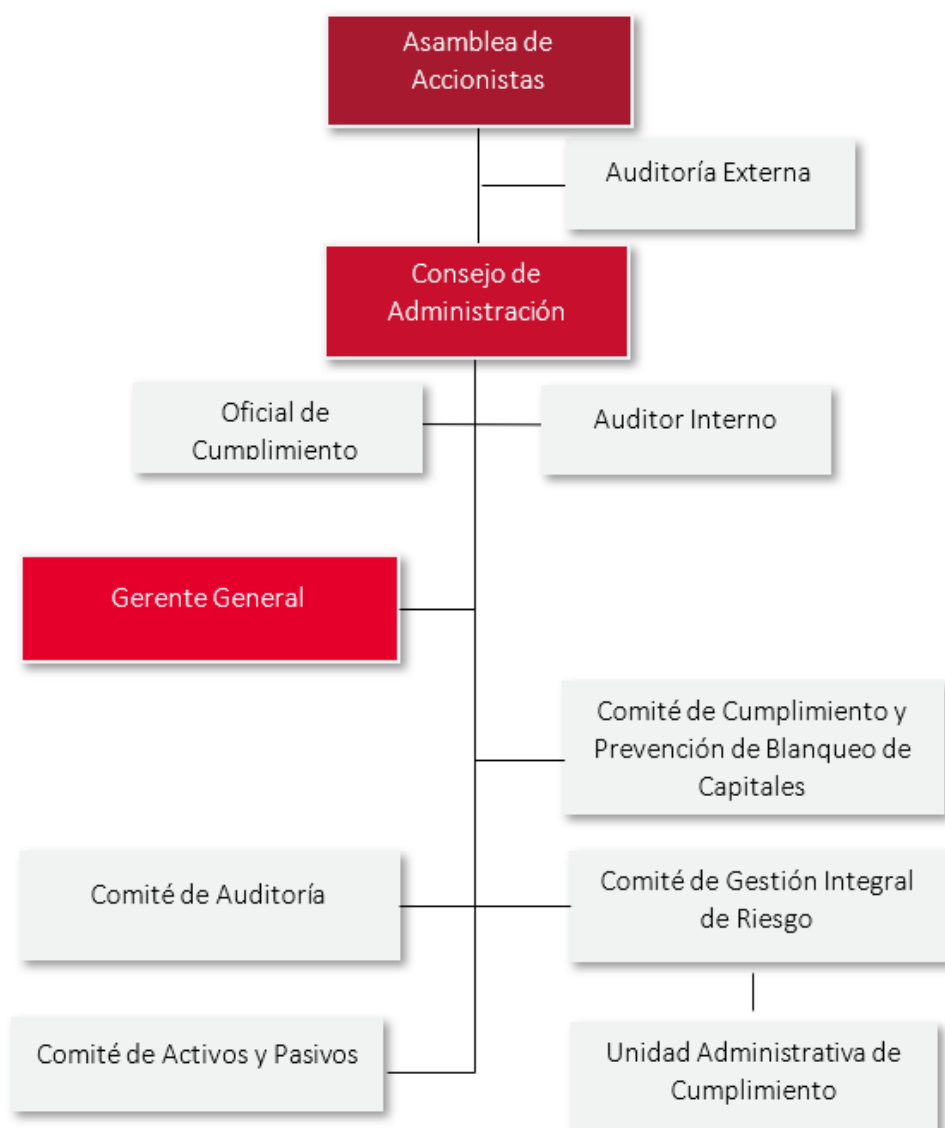 Asamblea de
Accionistas
Auditoría Externa
Consejo de
Administración
Oficial de
Cumplimiento
Auditor Interno
Gerente General
Comité de Cumplimiento y
Prevención de Blanqueo de
Capitales
Comité de Auditoría
Comité de Gestión Integral
de Riesgo
Comité de Activos y Pasivos
Unidad Administrativa de
Cumplimiento